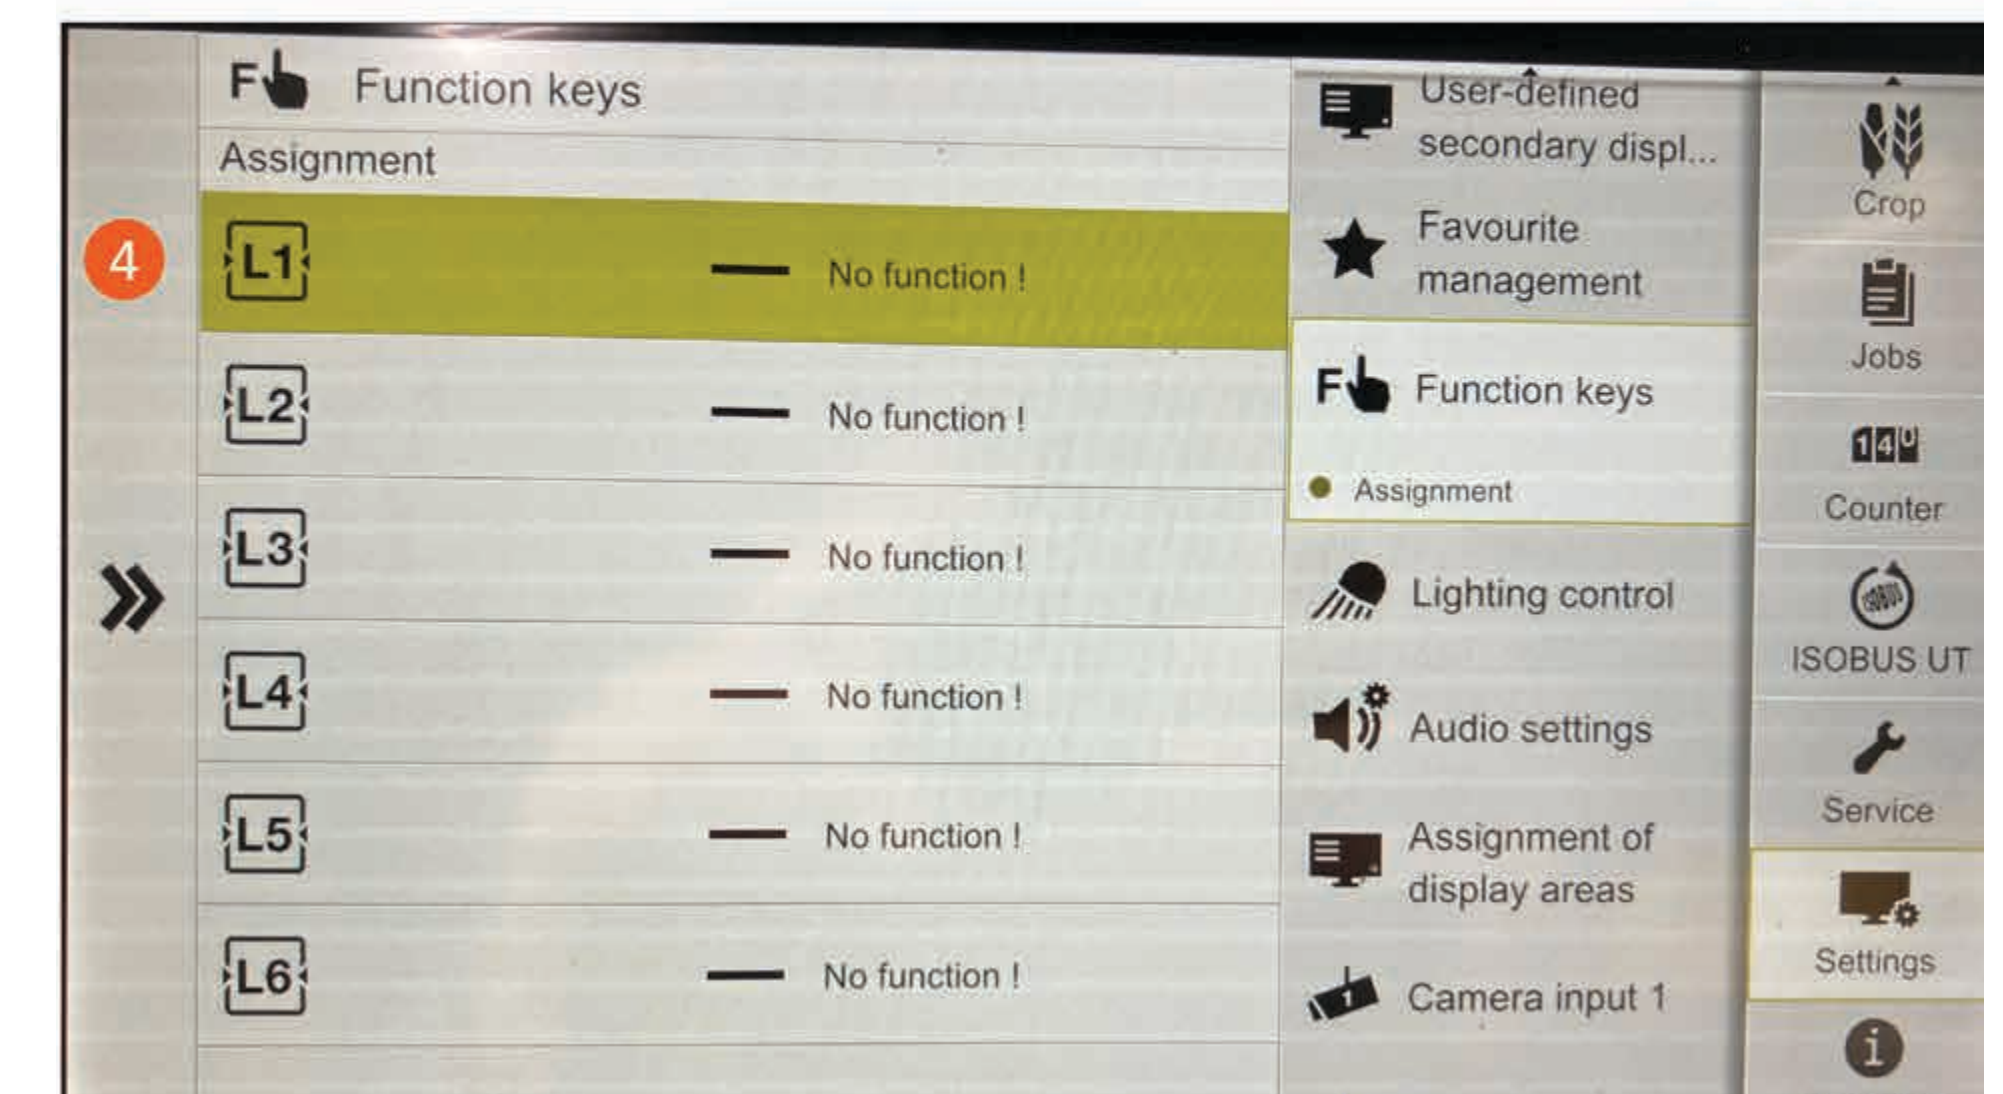 F Function keys
Assignment
4
L1 No function !
L2 No function !
L3 No function !
L4 No function !
L5 No function !
L6 No function !
User-defined
secondary displ...
Favourite
management
F Function keys
Assignment
Lighting control
Audio settings
Assignment of
display areas
1 Camera input 1
Crop
Jobs
140
Counter
ISOBUS
ISOBUS UT
Service
Settings
i